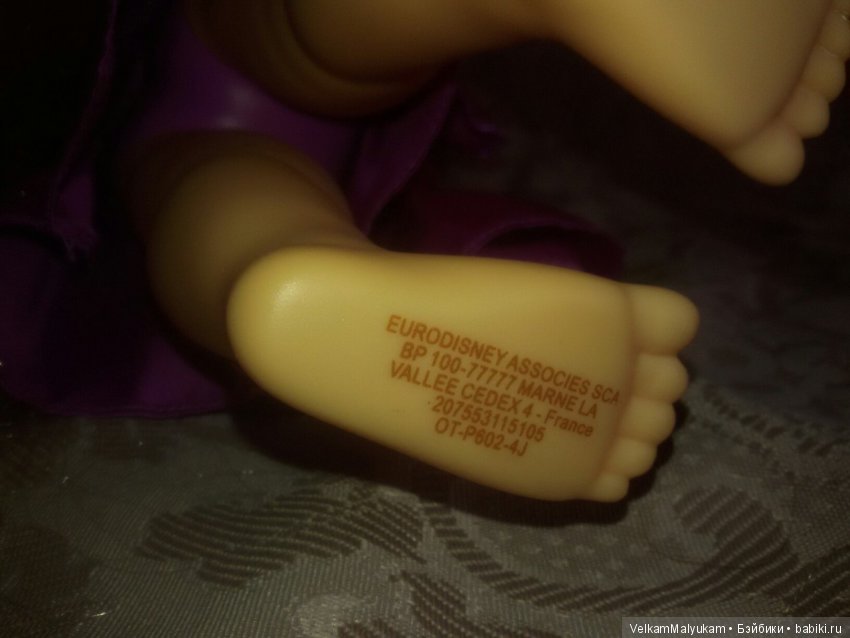 EURODISNEY ASSOCIES SCA
BP 100-77777 MARNE LA
VALLEE CEDEX 4 - France
207553115105
OT-P602-4J
VelkamMalyukam • Бэйбики • babiki.ru